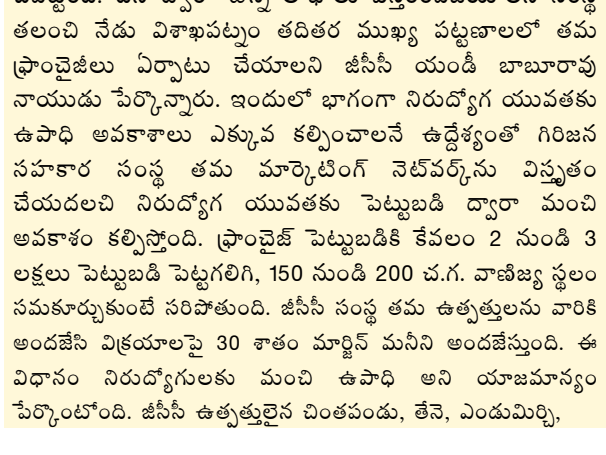 తలంచి నేడు విశాఖపట్నం తదితర ముఖ్య పట్టణాలలో తమ
ఫ్రాంచైజీలు ఏర్పాటు చేయాలని జీసీసీ యండీ బాబూరావు
నాయుడు పేర్కొన్నారు. ఇందులో భాగంగా నిరుద్యోగ యువతకు
ఉపాధి అవకాశాలు ఎక్కువ కల్పించాలనే ఉద్దేశ్యంతో గిరిజన
సహకార సంస్థ తమ మార్కెటింగ్ నెట్‌వర్క్‌ను విస్తృతం
చేయదలచి నిరుద్యోగ యువతకు పెట్టుబడి ద్వారా మంచి
అవకాశం కల్పిస్తోంది. ఫ్రాంచైజ్ పెట్టుబడికి కేవలం 2 నుండి 3
లక్షలు పెట్టుబడి పెట్టగలిగి, 150 నుండి 200 చ.గ. వాణిజ్య స్థలం
సమకూర్చుకుంటే సరిపోతుంది. జీసీసీ సంస్థ తమ ఉత్పత్తులను వారికి
అందజేసి విక్రయాలపై 30 శాతం మార్జిన్ మనీని అందజేస్తుంది. ఈ
విధానం నిరుద్యోగులకు మంచి ఉపాధి అని యాజమాన్యం
పేర్కొంటోంది. జీసీసీ ఉత్పత్తులైన చింతపండు, తేనె, ఎండుమిర్చి,